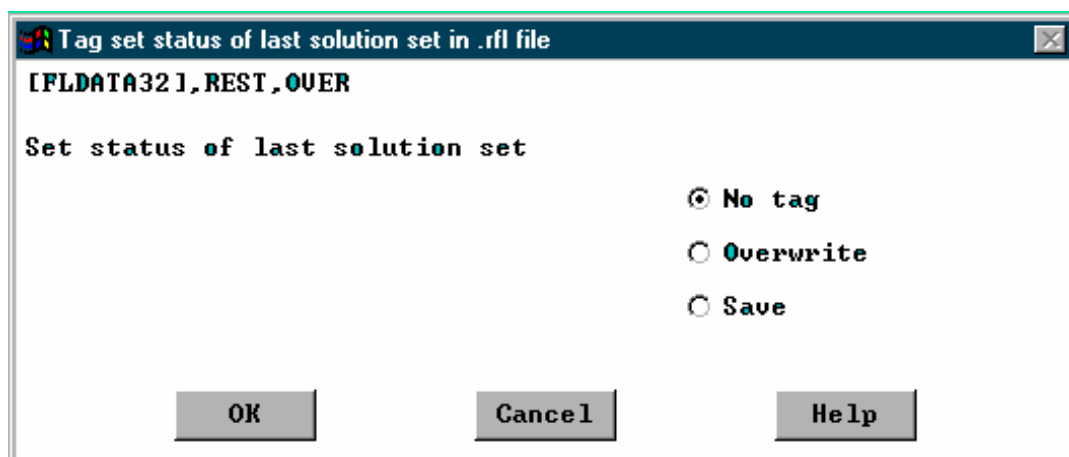 Tag set status of last solution set in .rfl file
[FLDATA32],REST,OVER
Set status of last solution set
No tag
Overwrite
Save
OK Cancel Help